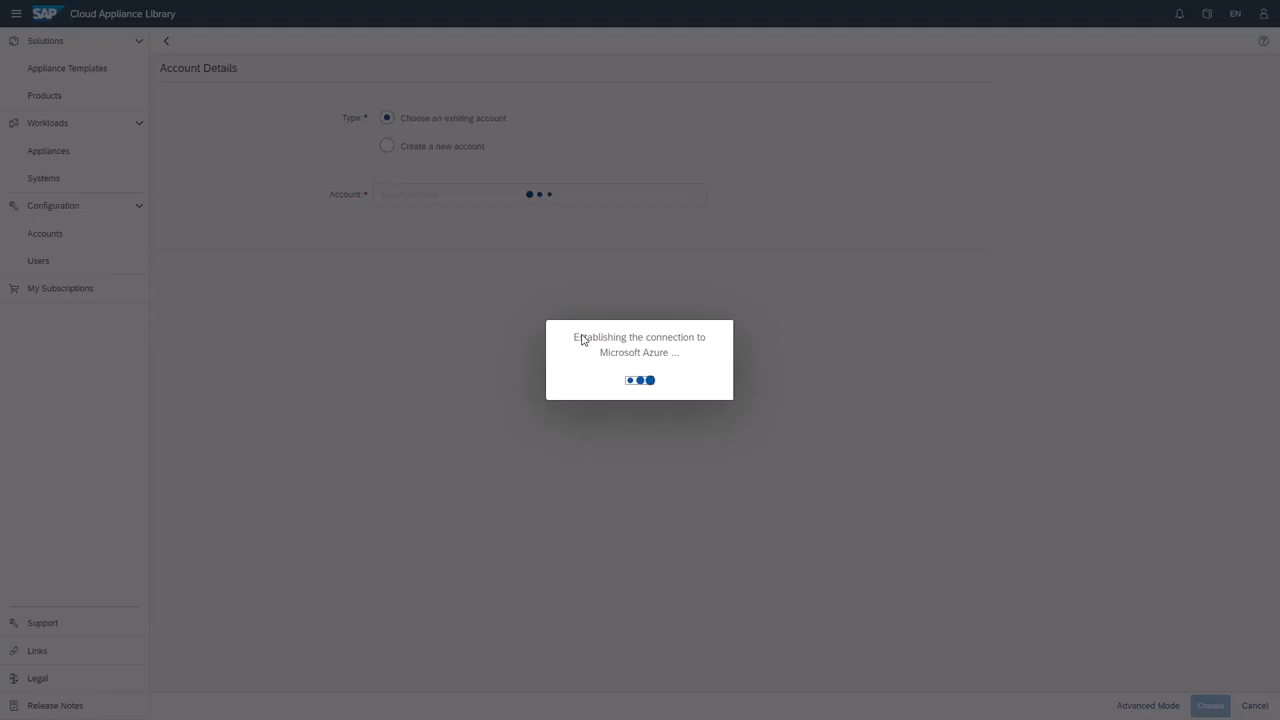 SAP Cloud Appliance Library
EN
Solutions
Appliance Templates
Products
Workloads
Appliances
Systems
Configuration
Accounts
Users
My Subscriptions
Support
Links
Legal
Release Notes
Account Details
Type:*
Choose an existing account
Create a new account
Account:*
Establishing the connection to
Microsoft Azure ...
Advanced Mode
Create
Cancel